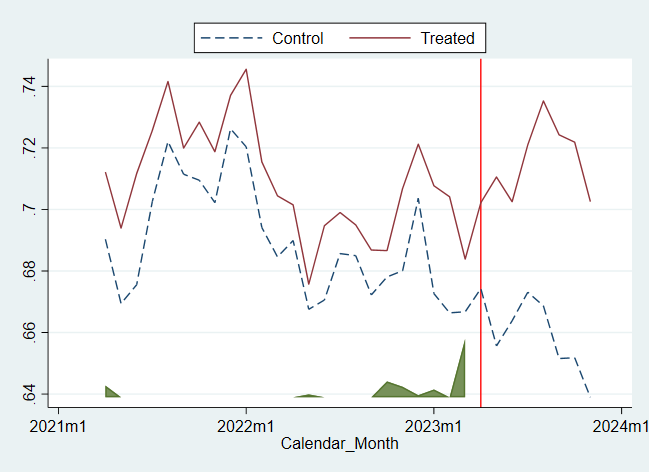 Control Treated
.74
.72
.7
.68
.66
.64
2021m1 2022m1 2023m1 2024m1
Calendar_Month